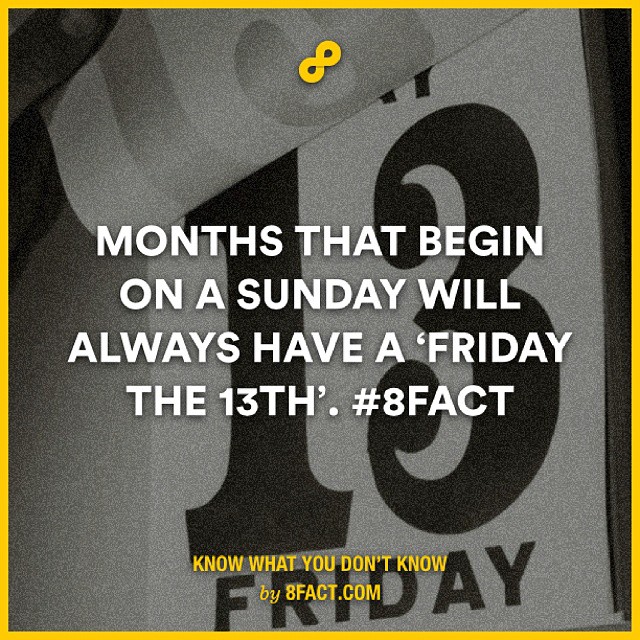 AY
13
MONTHS THAT BEGIN
ON A SUNDAY WILL
ALWAYS HAVE A ‘FRIDAY
THE 13TH’. #8FACT
KNOW WHAT YOU DON’T KNOW
by 8FACT.COM
FRIDAY